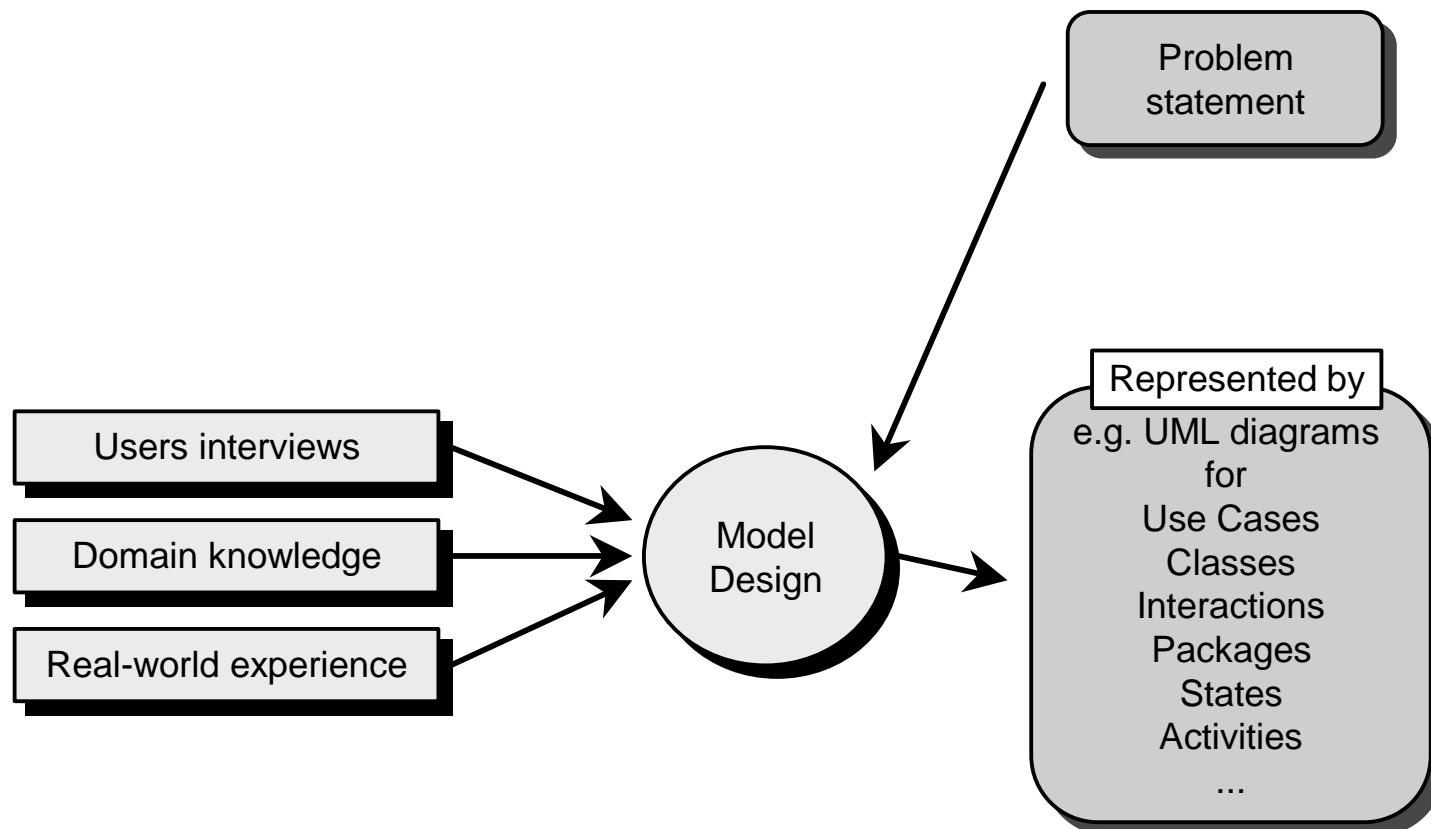 Problem
statement
Users interviews
Domain knowledge
Real-world experience
Model
Design
Represented by
e.g. UML diagrams
for
Use Cases
Classes
Interactions
Packages
States
Activities
...